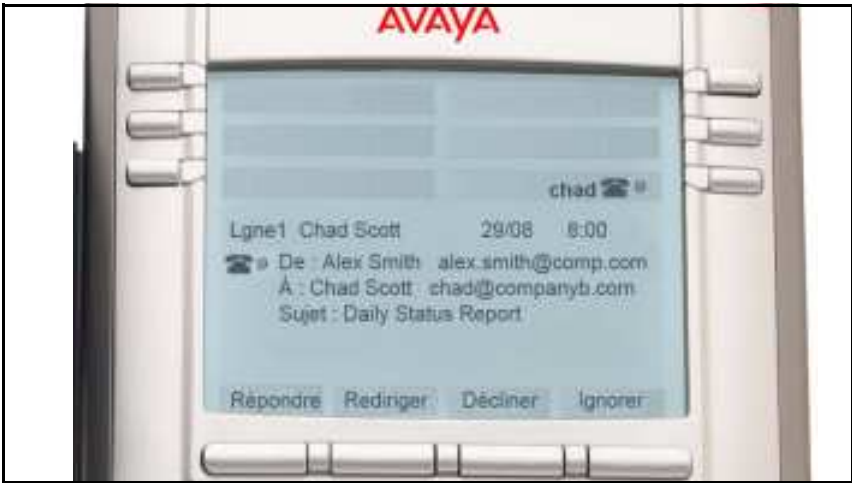 AVAYA
chad
Lgne1 Chad Scott 29/08 8:00
De : Alex Smith alex.smith@comp.com
À : Chad Scott chad@companyb.com
Sujet : Daily Status Report
Répondre Rediriger Décliner Ignorer